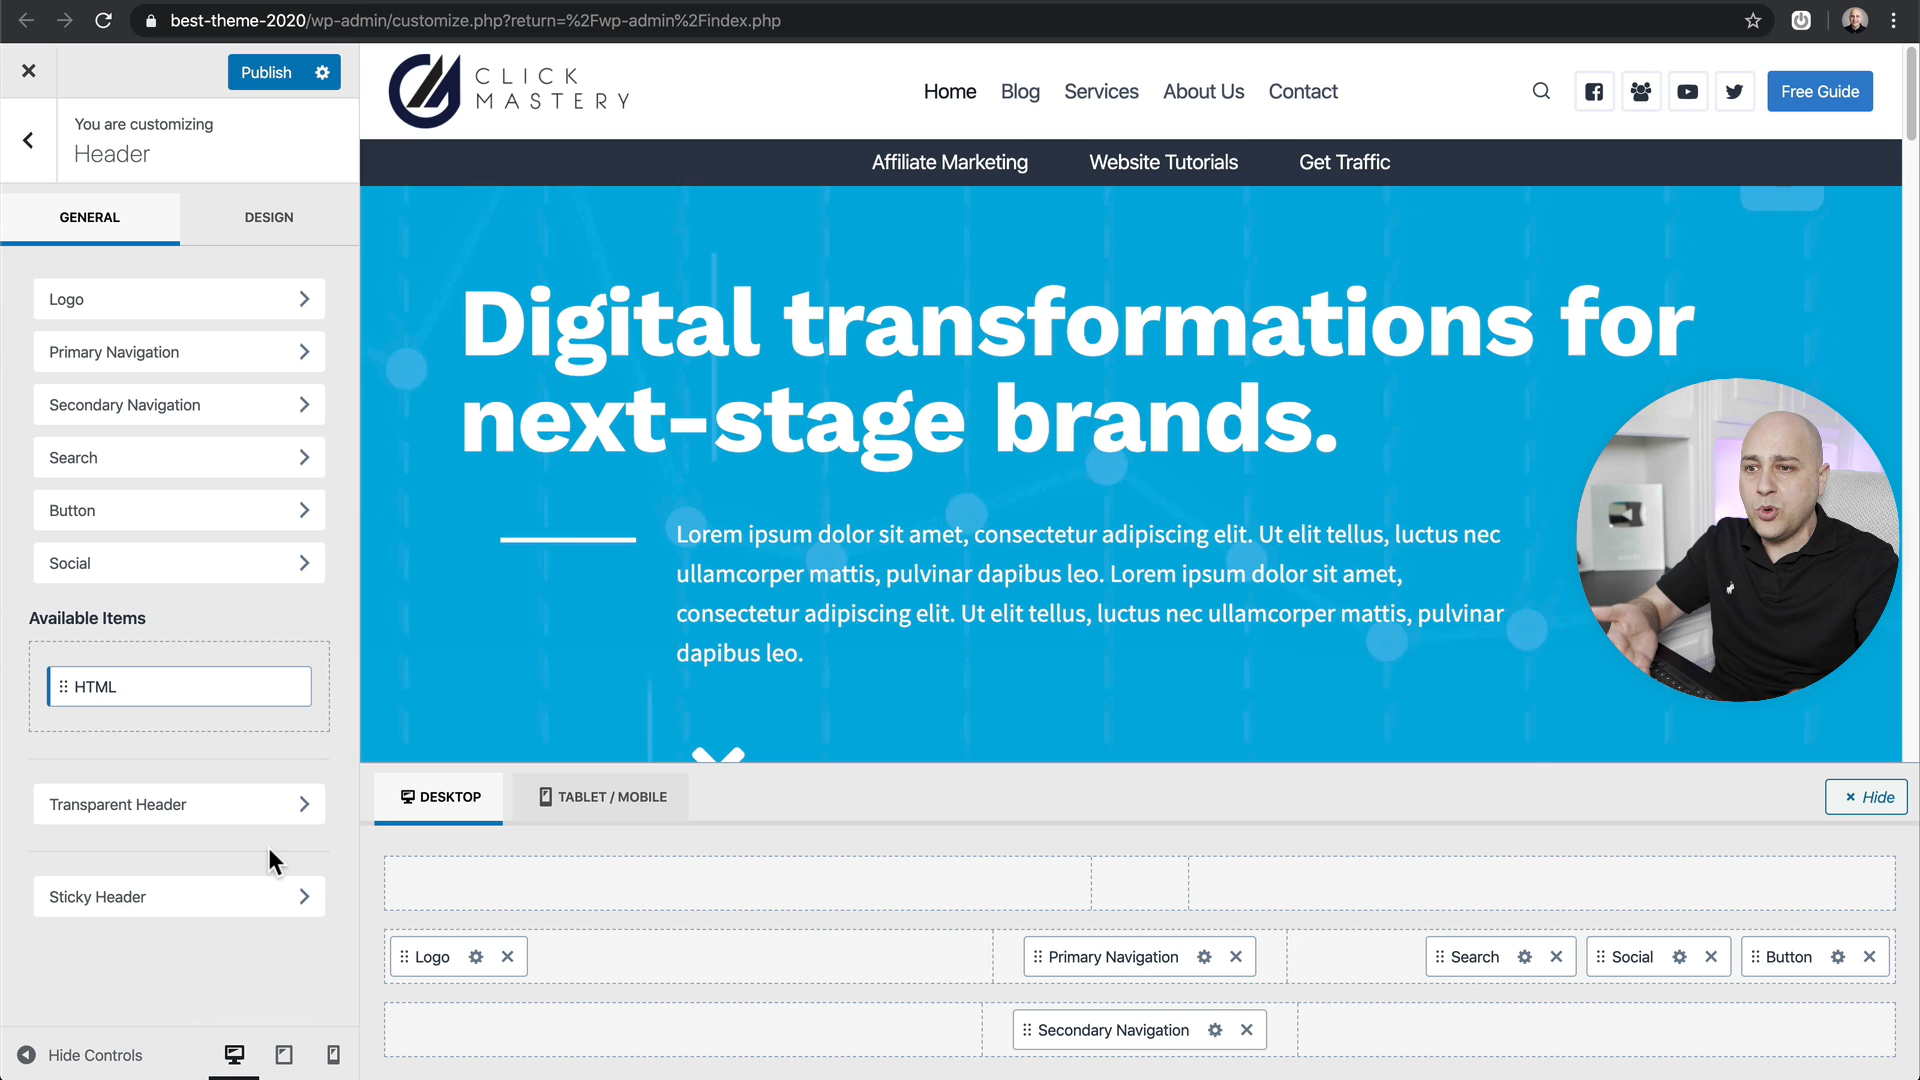 best-theme-2020/wp-admin/customize.php?return=%2Fwp-admin%2Findex.php
Publish
You are customizing
Header
GENERAL
DESIGN
Logo
Primary Navigation
Secondary Navigation
Search
Button
Social
Available Items
HTML
Transparent Header
Sticky Header
Hide Controls
CLICK
MASTERY
Home Blog Services About Us Contact
Free Guide
Affiliate Marketing Website Tutorials Get Traffic
Digital transformations for
next-stage brands.
Lorem ipsum dolor sit amet, consectetur adipiscing elit. Ut elit tellus, luctus nec
ullamcorper mattis, pulvinar dapibus leo. Lorem ipsum dolor sit amet,
consectetur adipiscing elit. Ut elit tellus, luctus nec ullamcorper mattis, pulvinar
dapibus leo.
DESKTOP
TABLET / MOBILE
× Hide
Logo
Primary Navigation
Search
Social
Button
Secondary Navigation